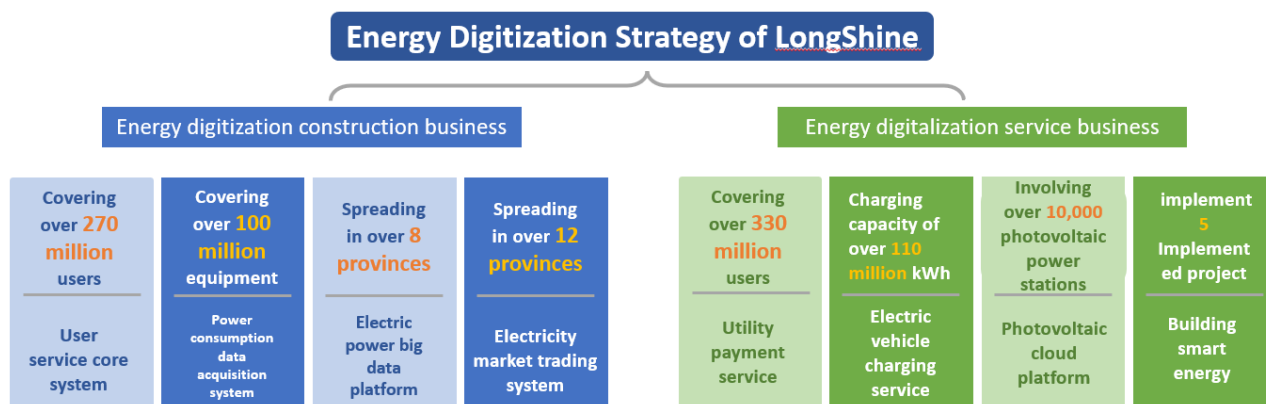 Energy Digitization Strategy of LongShine
Energy digitization construction business
Energy digitalization service business
Covering
over 270
million
users
User
service core
system
Covering
over 100
million
equipment
Power
consumption
data
acquisition
system
Spreading
in over 8
provinces
Electric
power big
data
platform
Spreading
in over 12
provinces
Electricity
market trading
system
Covering
over 330
million
users
Utility
payment
service
Charging
capacity of
over 110
million kWh
Electric
vehicle
charging
service
Involving
over 10,000
photovoltaic
power
stations
Photovoltaic
cloud
platform
implement
5
Implement
ed project
Building
smart
energy